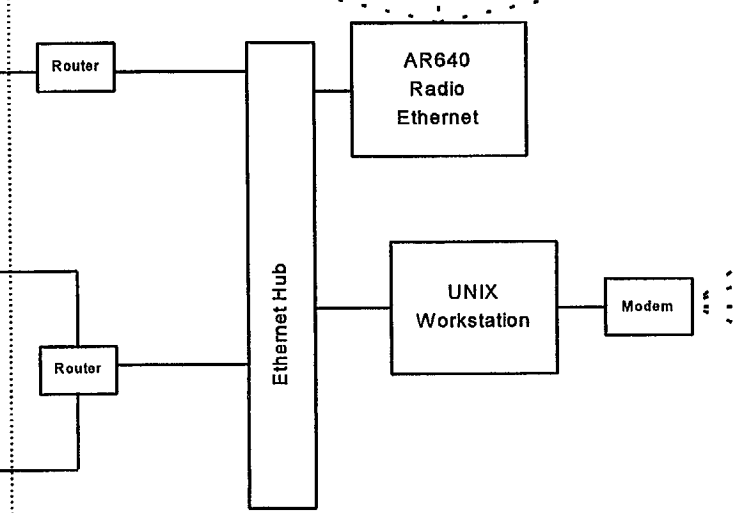 Router
AR640
Radio
Ethernet
Ethernet Hub
UNIX
Workstation
Modem
Router